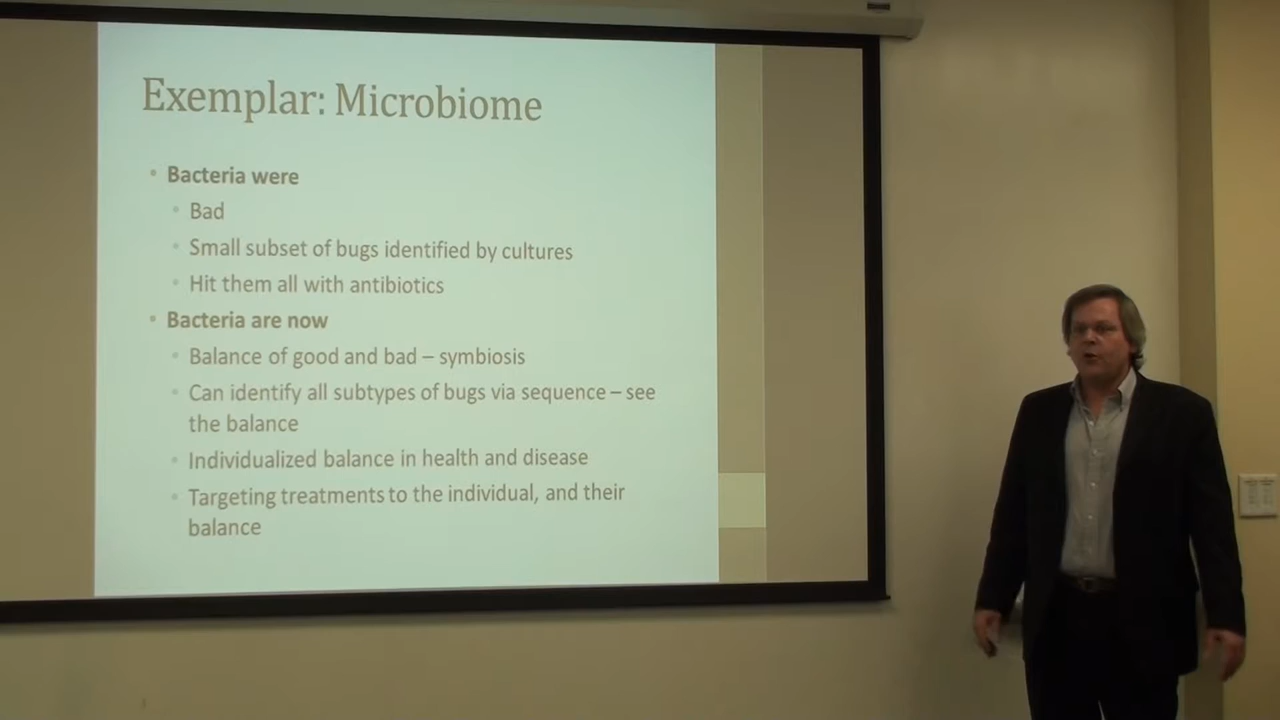 Exemplar: Microbiome
• Bacteria were
• Bad
• Small subset of bugs identified by cultures
• Hit them all with antibiotics
• Bacteria are now
• Balance of good and bad – symbiosis
• Can identify all subtypes of bugs via sequence – see
the balance
• Individualized balance in health and disease
• Targeting treatments to the individual, and their
balance